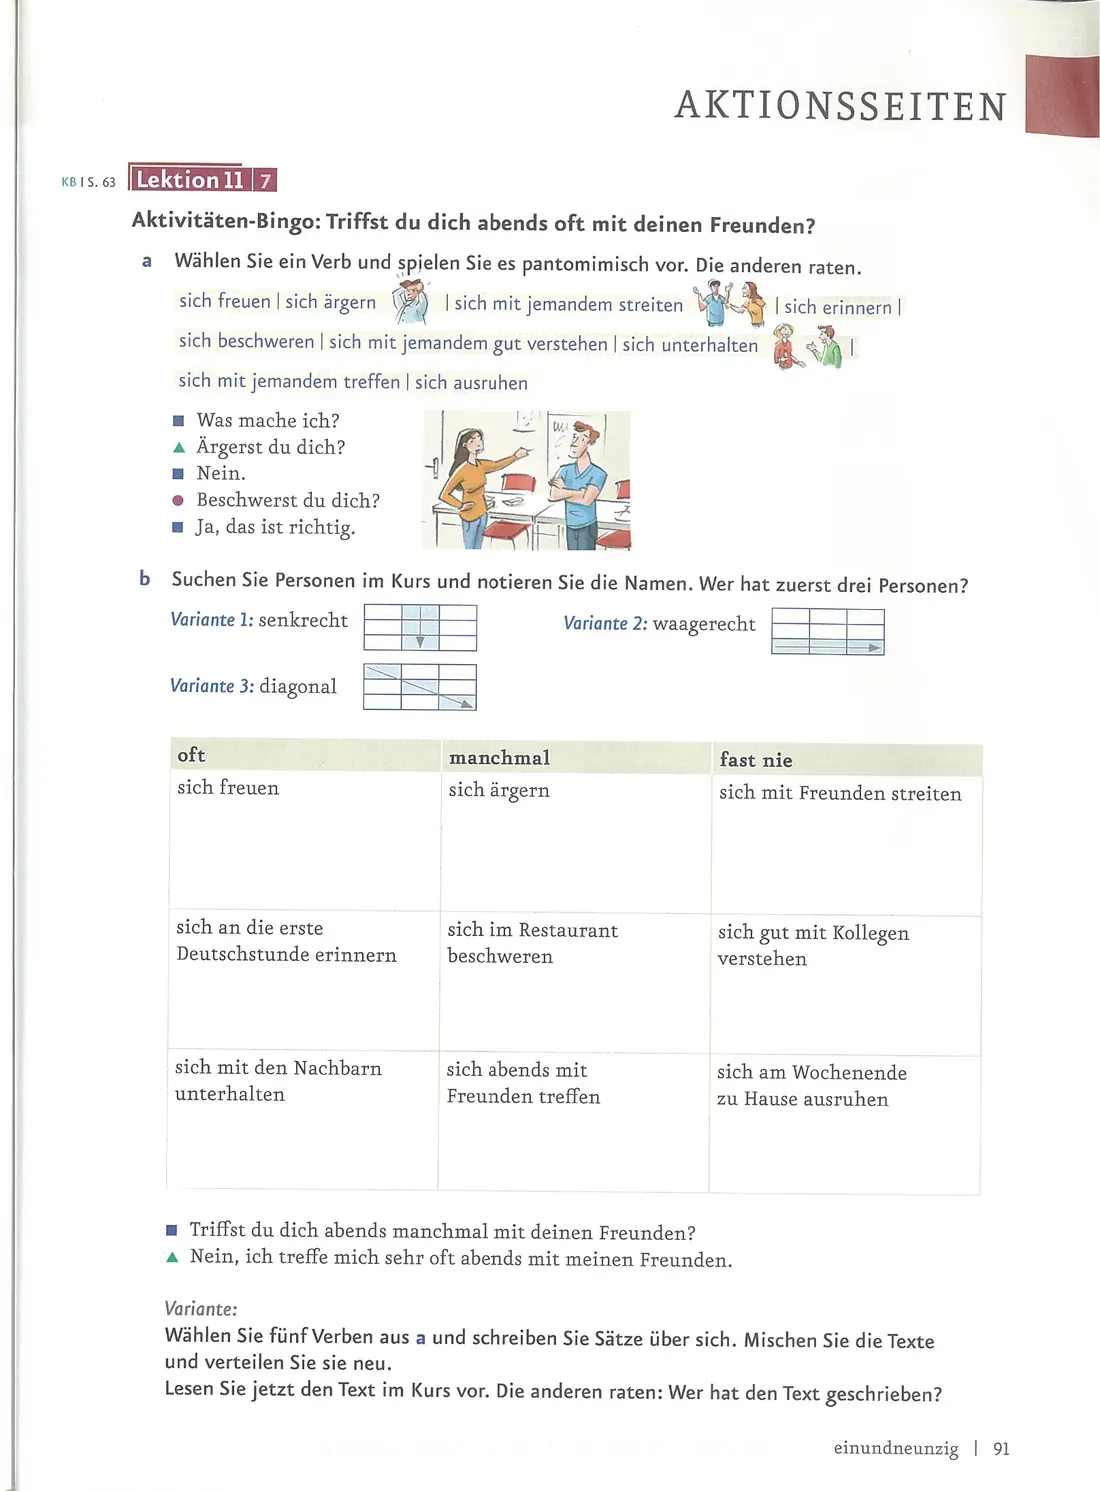 AKTIONSSEITEN
KB | S. 63 Lektion 11 | 7
Aktivitäten-Bingo: Triffst du dich abends oft mit deinen Freunden?
a Wählen Sie ein Verb und spielen Sie es pantomimisch vor. Die anderen raten.
sich freuen | sich ärgern | sich mit jemandem streiten | sich erinnern |
sich beschweren | sich mit jemandem gut verstehen | sich unterhalten |
sich mit jemandem treffen | sich ausruhen
■ Was mache ich?
▲ Ärgerst du dich?
■ Nein.
● Beschwerst du dich?
■ Ja, das ist richtig.
b Suchen Sie Personen im Kurs und notieren Sie die Namen. Wer hat zuerst drei Personen?
Variante 1: senkrecht Variante 2: waagerecht
Variante 3: diagonal
oft manchmal fast nie
sich freuen sich ärgern sich mit Freunden streiten
sich an die erste sich im Restaurant sich gut mit Kollegen
Deutschstunde erinnern beschweren verstehen
sich mit den Nachbarn sich abends mit sich am Wochenende
unterhalten Freunden treffen zu Hause ausruhen
■ Triffst du dich abends manchmal mit deinen Freunden?
▲ Nein, ich treffe mich sehr oft abends mit meinen Freunden.
Variante:
Wählen Sie fünf Verben aus a und schreiben Sie Sätze über sich. Mischen Sie die Texte
und verteilen Sie sie neu.
Lesen Sie jetzt den Text im Kurs vor. Die anderen raten: Wer hat den Text geschrieben?
einundneunzig | 91